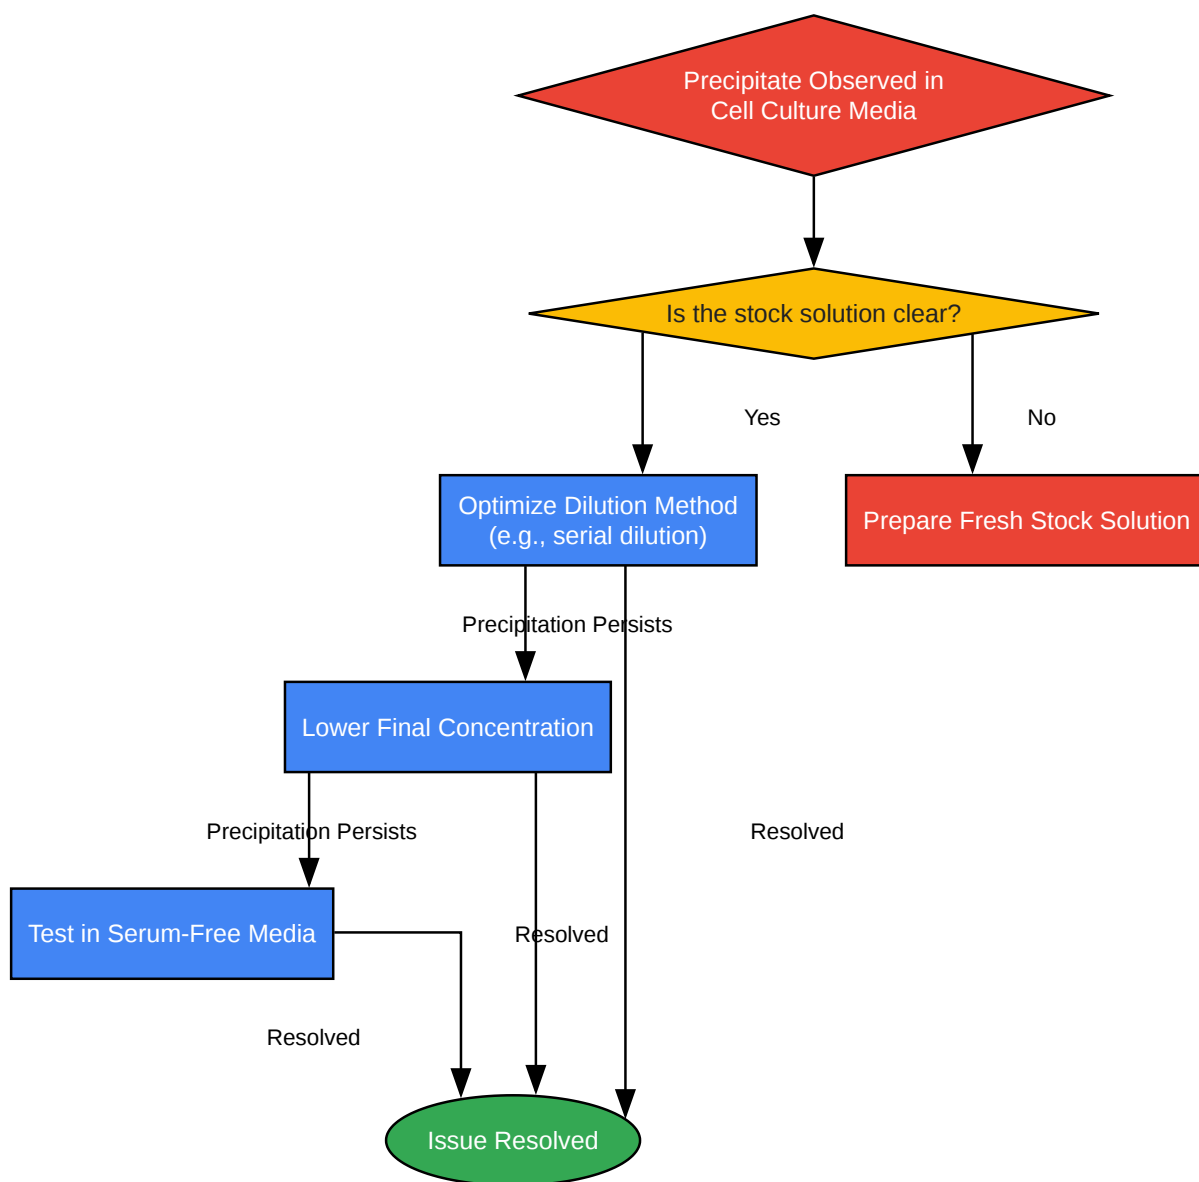 Precipitate Observed in
Cell Culture Media
Is the stock solution clear?
Yes
No
Optimize Dilution Method
(e.g., serial dilution)
Prepare Fresh Stock Solution
Precipitation Persists
Lower Final Concentration
Precipitation Persists
Resolved
Test in Serum-Free Media
Resolved
Resolved
Issue Resolved